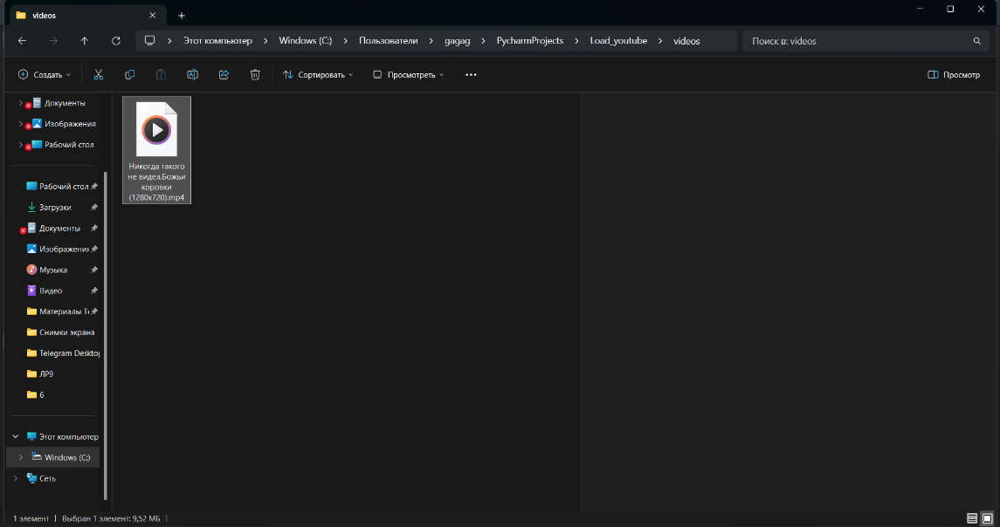 videos
Этот компьютер
Windows (C:)
Пользователи
gagag
PycharmProjects
Load_youtube
videos
Поиск в: videos
Создать
Сортировать
Просмотреть
Просмотр
Документы
Изображения
Рабочий стол
Рабочий стол
Загрузки
Документы
Изображения
Музыка
Видео
Материалы
Снимки экрана
Telegram Desktop
ЛР9
6
Этот компьютер
Windows (C:)
Сеть
Никогда такого
не видел.Божьи
коровки
(1280x720).mp4
1 элемент
Выбран 1 элемент: 9,52 МБ